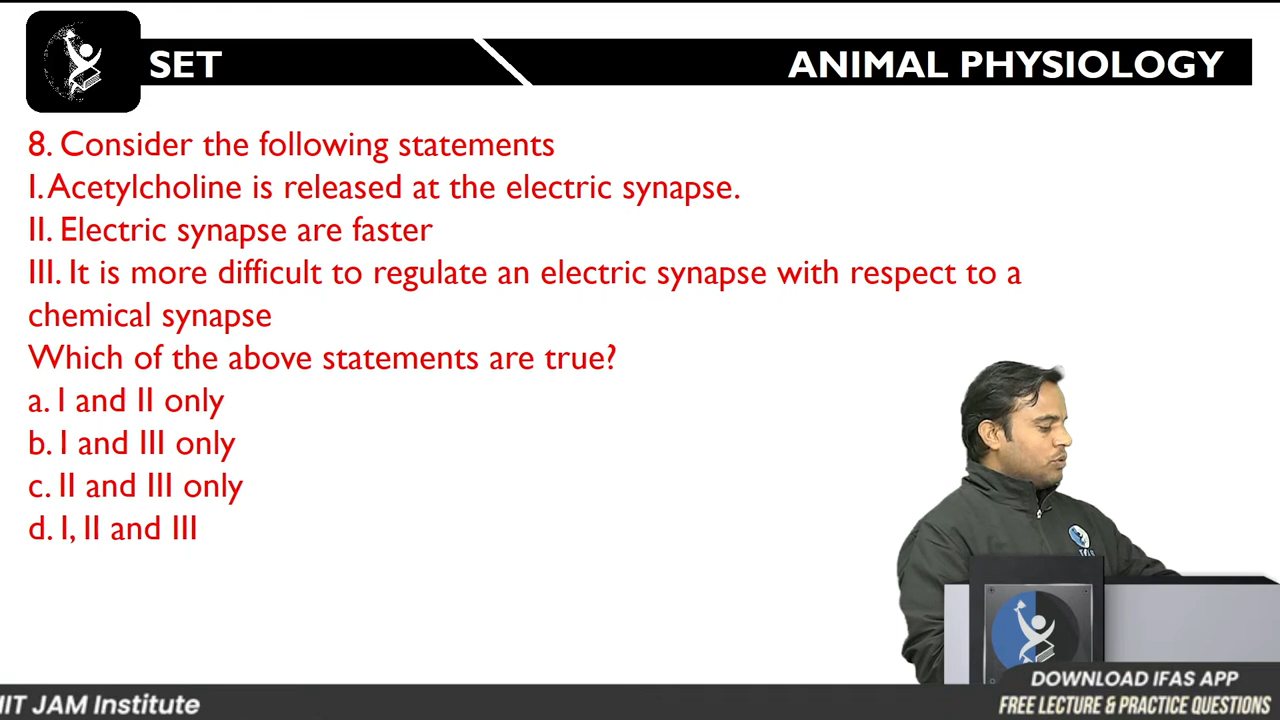 SET
ANIMAL PHYSIOLOGY
8. Consider the following statements
I. Acetylcholine is released at the electric synapse.
II. Electric synapse are faster
III. It is more difficult to regulate an electric synapse with respect to a
chemical synapse
Which of the above statements are true?
a. I and II only
b. I and III only
c. II and III only
d. I, II and III
JAM Institute
DOWNLOAD IFAS APP
FREE LECTURE & PRACTICE QUESTIONS